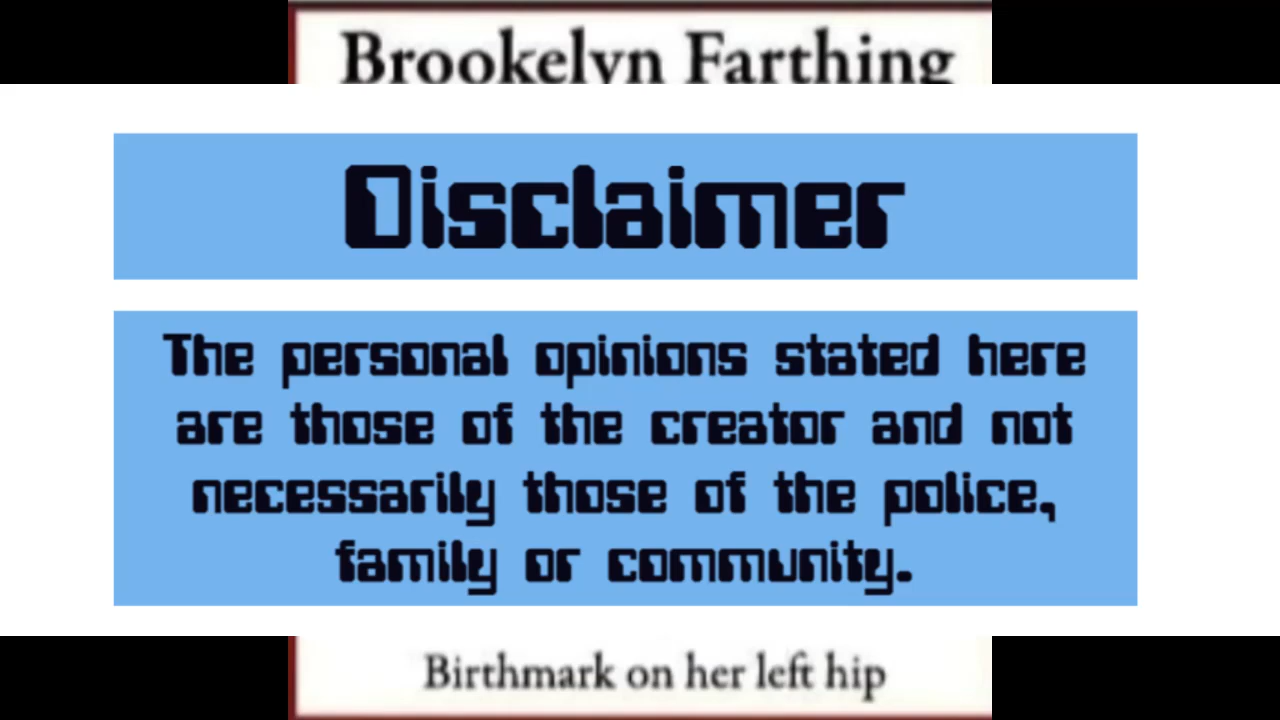 Brookelyn Farthing
Disclaimer
The personal opinions stated here
are those of the creator and not
necessarily those of the police,
family or community.
Birthmark on her left hip